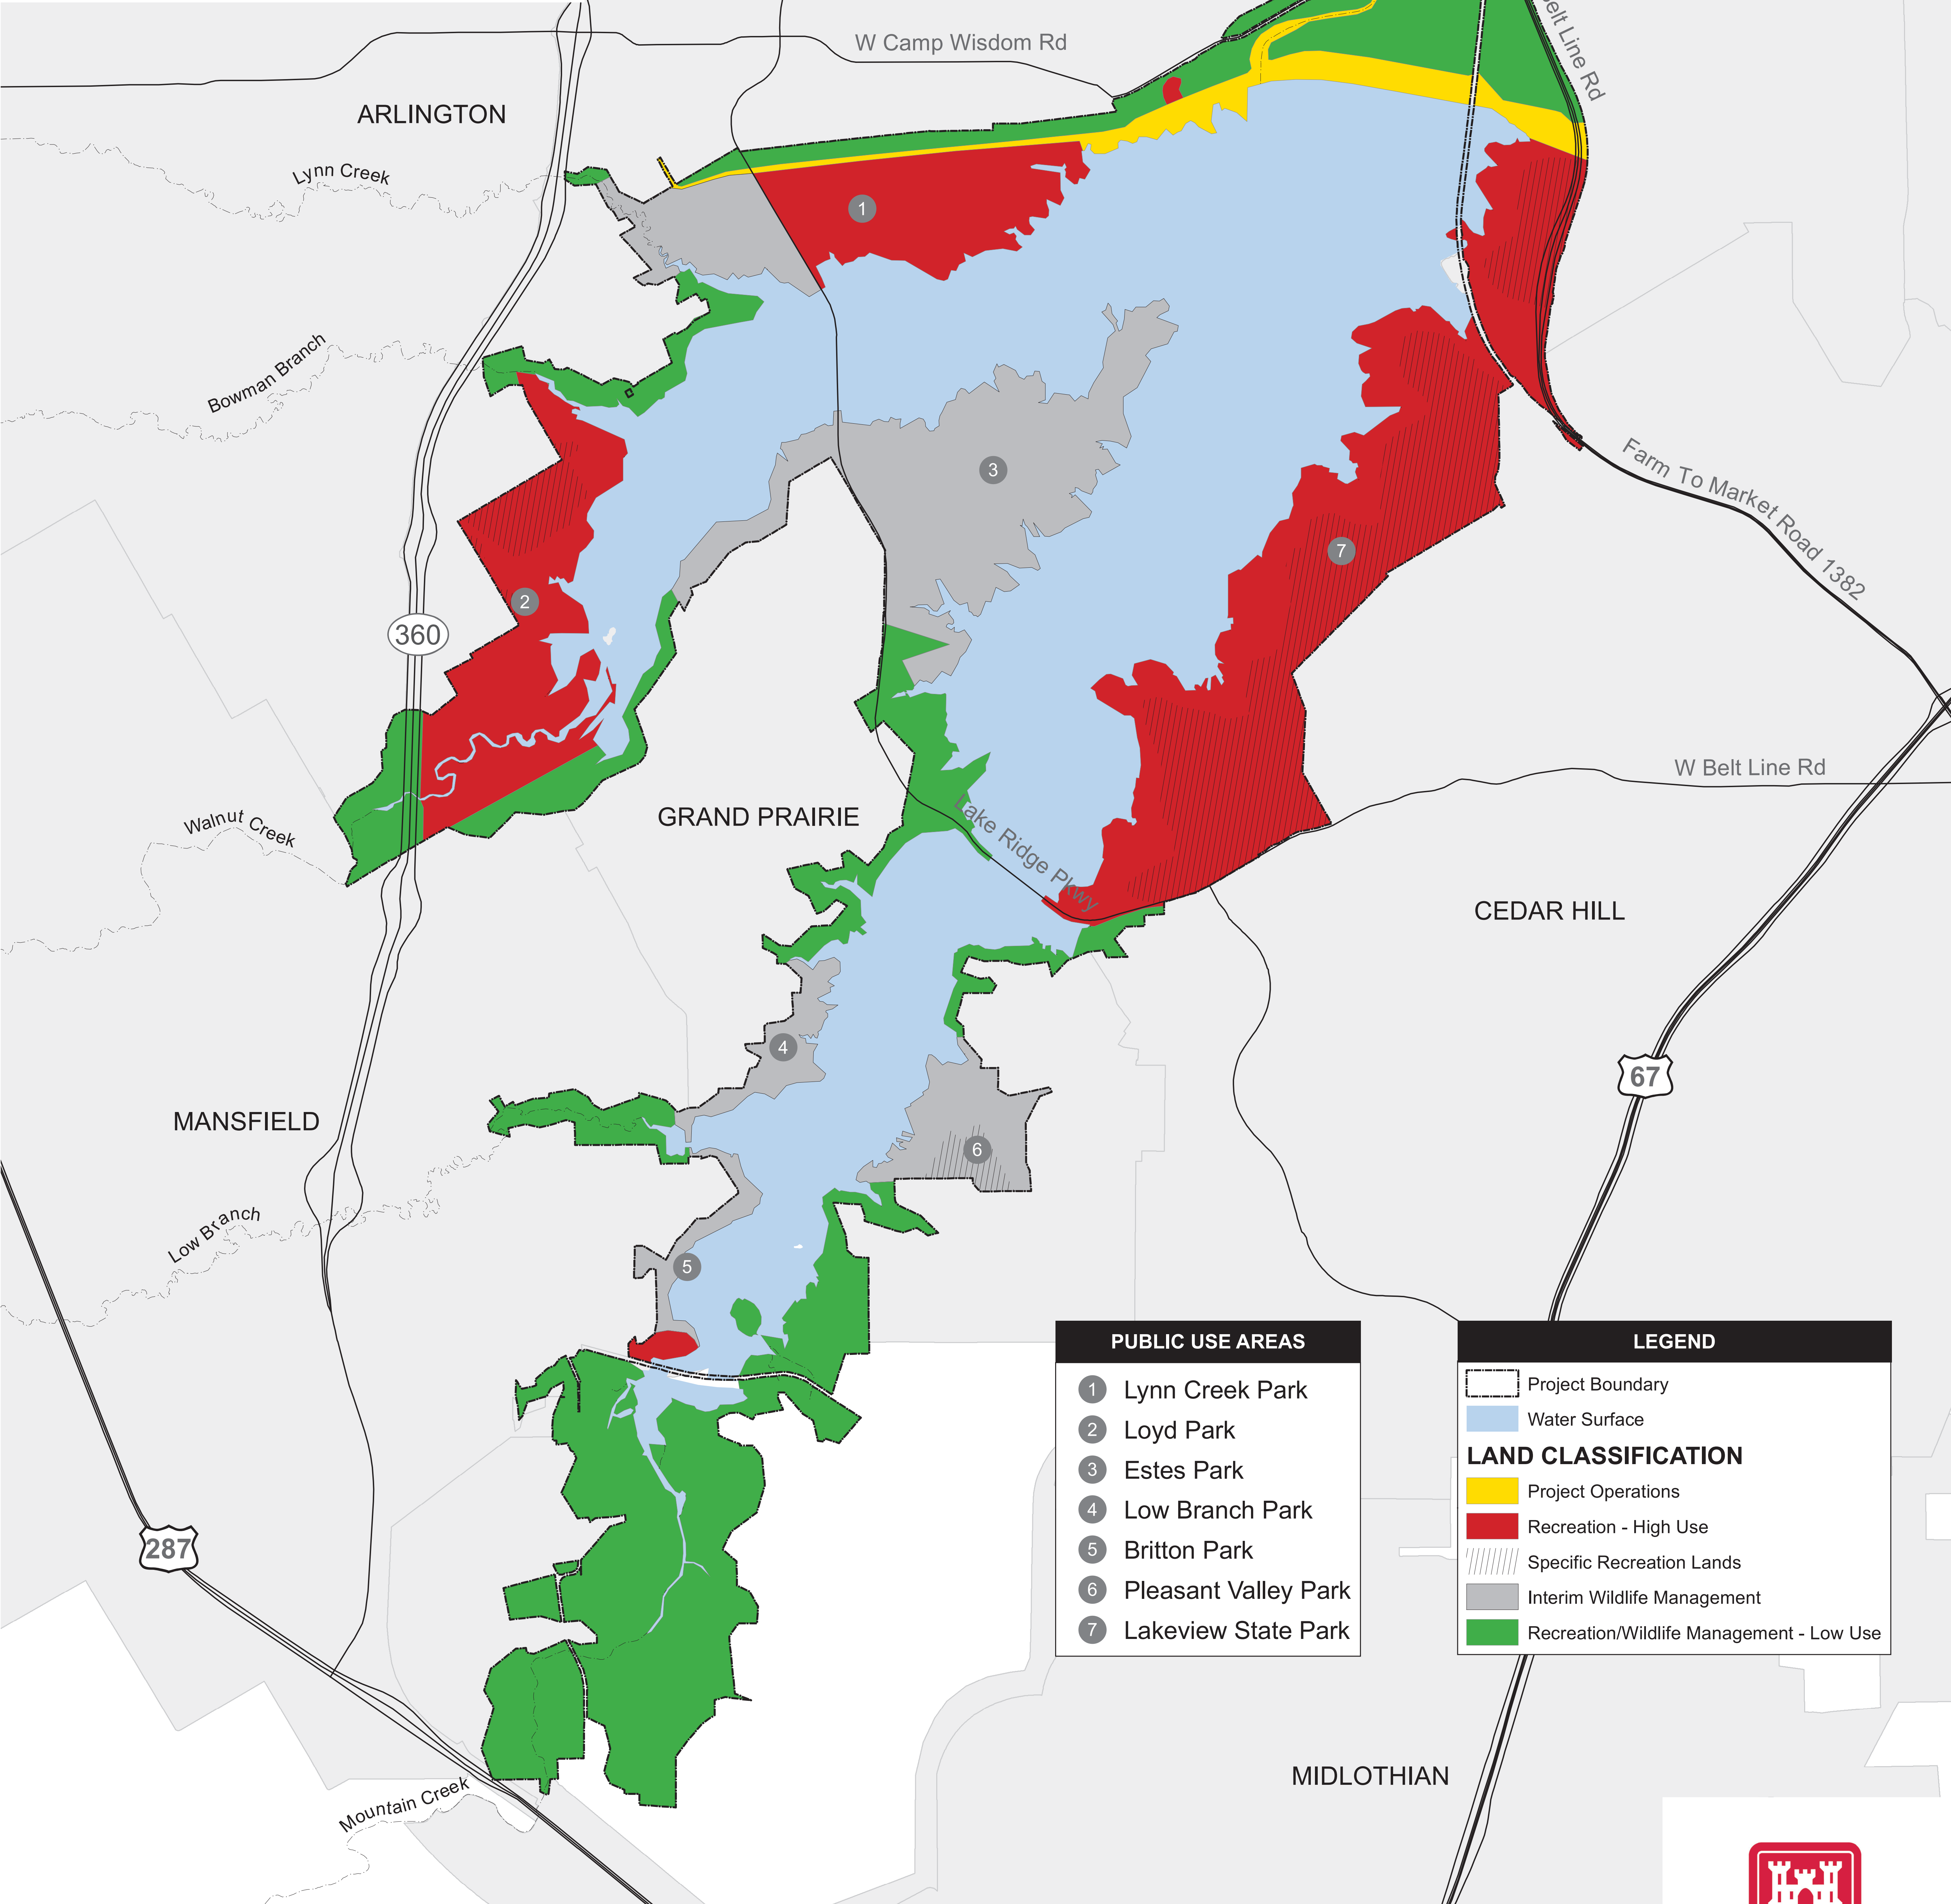 Belt Line Rd
W Camp Wisdom Rd
ARLINGTON
Lynn Creek
1
Bowman Branch
3
Farm To Market Road 1382
7
2
360
W Belt Line Rd
GRAND PRAIRIE
Lake Ridge Pkwy
Walnut Creek
CEDAR HILL
4
67
MANSFIELD
6
Low Branch
5
PUBLIC USE AREAS
1 Lynn Creek Park
2 Loyd Park
3 Estes Park
4 Low Branch Park
5 Britton Park
6 Pleasant Valley Park
7 Lakeview State Park
LEGEND
Project Boundary
Water Surface
LAND CLASSIFICATION
Project Operations
Recreation - High Use
Specific Recreation Lands
Interim Wildlife Management
Recreation/Wildlife Management - Low Use
287
MIDLOTHIAN
Mountain Creek